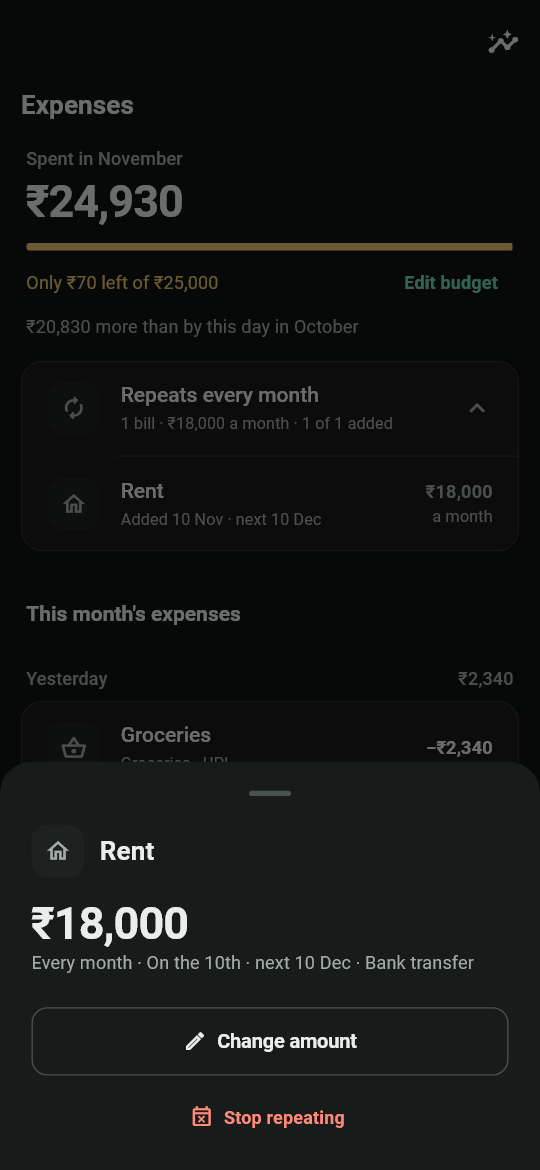 Expenses
Spent in November
₹24,930
Only ₹70 left of ₹25,000
Edit budget
₹20,830 more than by this day in October
Repeats every month
1 bill · ₹18,000 a month · 1 of 1 added
Rent
₹18,000
Added 10 Nov · next 10 Dec
a month
This month's expenses
Yesterday
₹2,340
Groceries
−₹2,340
Groceries · UPI
Rent
₹18,000
Every month · On the 10th · next 10 Dec · Bank transfer
Change amount
Stop repeating